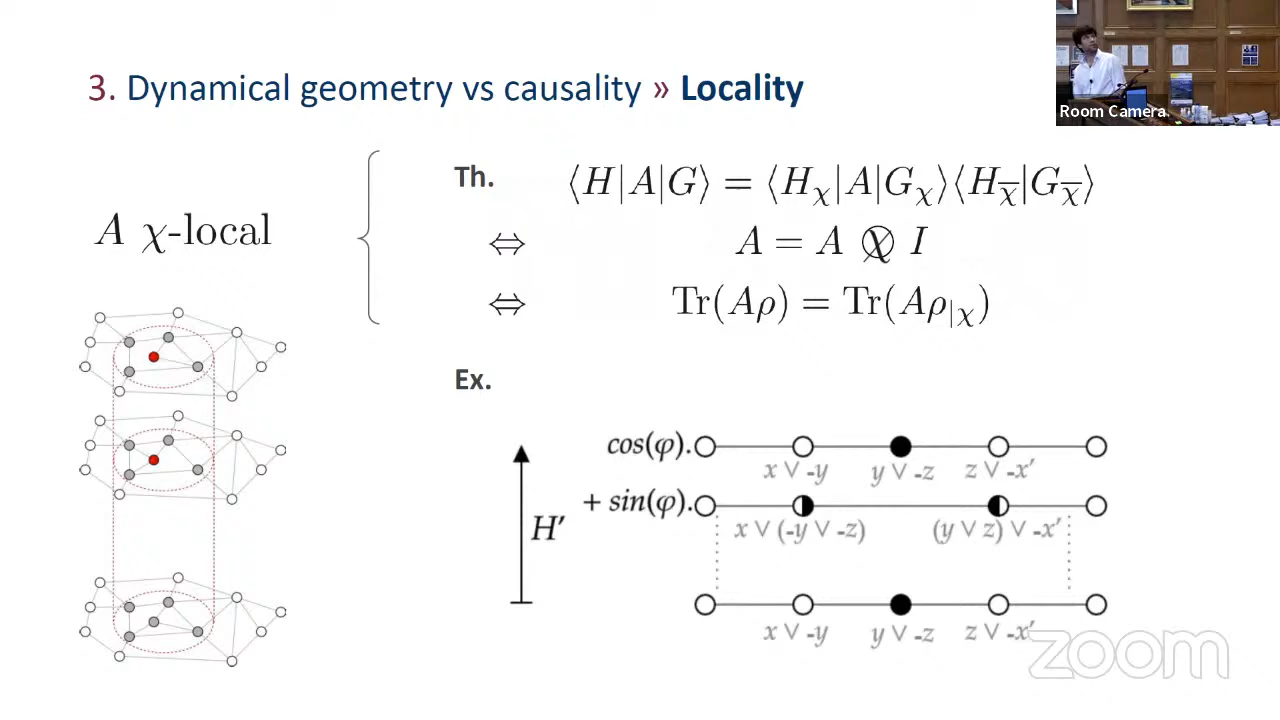 3. Dynamical geometry vs causality » Locality
Room Camera
A χ-local
Th. ⟨H|A|G⟩ = ⟨H_χ|A|G_χ⟩⟨H_χ̅|G_χ̅⟩
⇔ A = A ⊗ I
⇔ Tr(Aρ) = Tr(Aρ_|χ)
Ex.
cos(φ).
x ∨ -y y ∨ -z z ∨ -x′
+ sin(φ).
H′
x ∨ (-y ∨ -z) (y ∨ z) ∨ -x′
x ∨ -y y ∨ -z z ∨ -x′
zoom